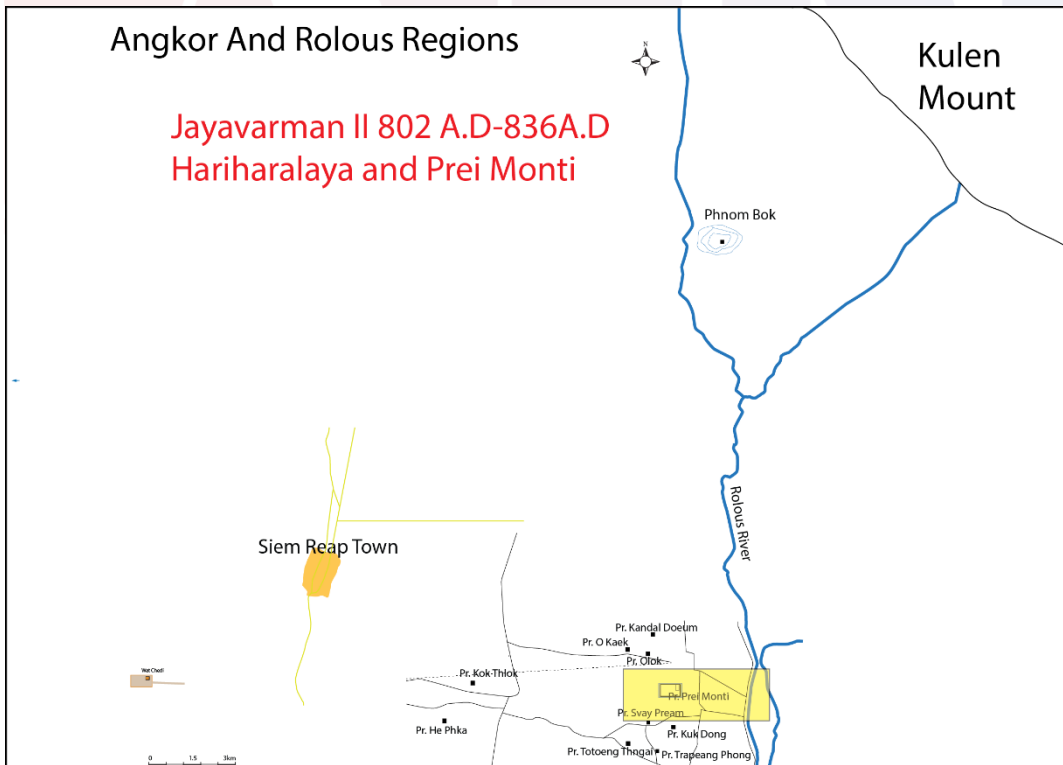 Angkor And Rolous Regions
Kulen
Mount
N
Jayavarman II 802 A.D-836A.D
Hariharalaya and Prei Monti
Phnom Bok
Rolous River
Siem Reap Town
Pr. Kandal Doeum
Pr. O Kaek
Pr. Olok
Wat Chedi
Pr. Kok-Thlok
Pr. Prei Monti
Pr. Svay Pream
Pr. He Phka
Pr. Kuk Dong
Pr. Totoeng Thngai
Pr. Trapeang Phong
0 1.5 3km